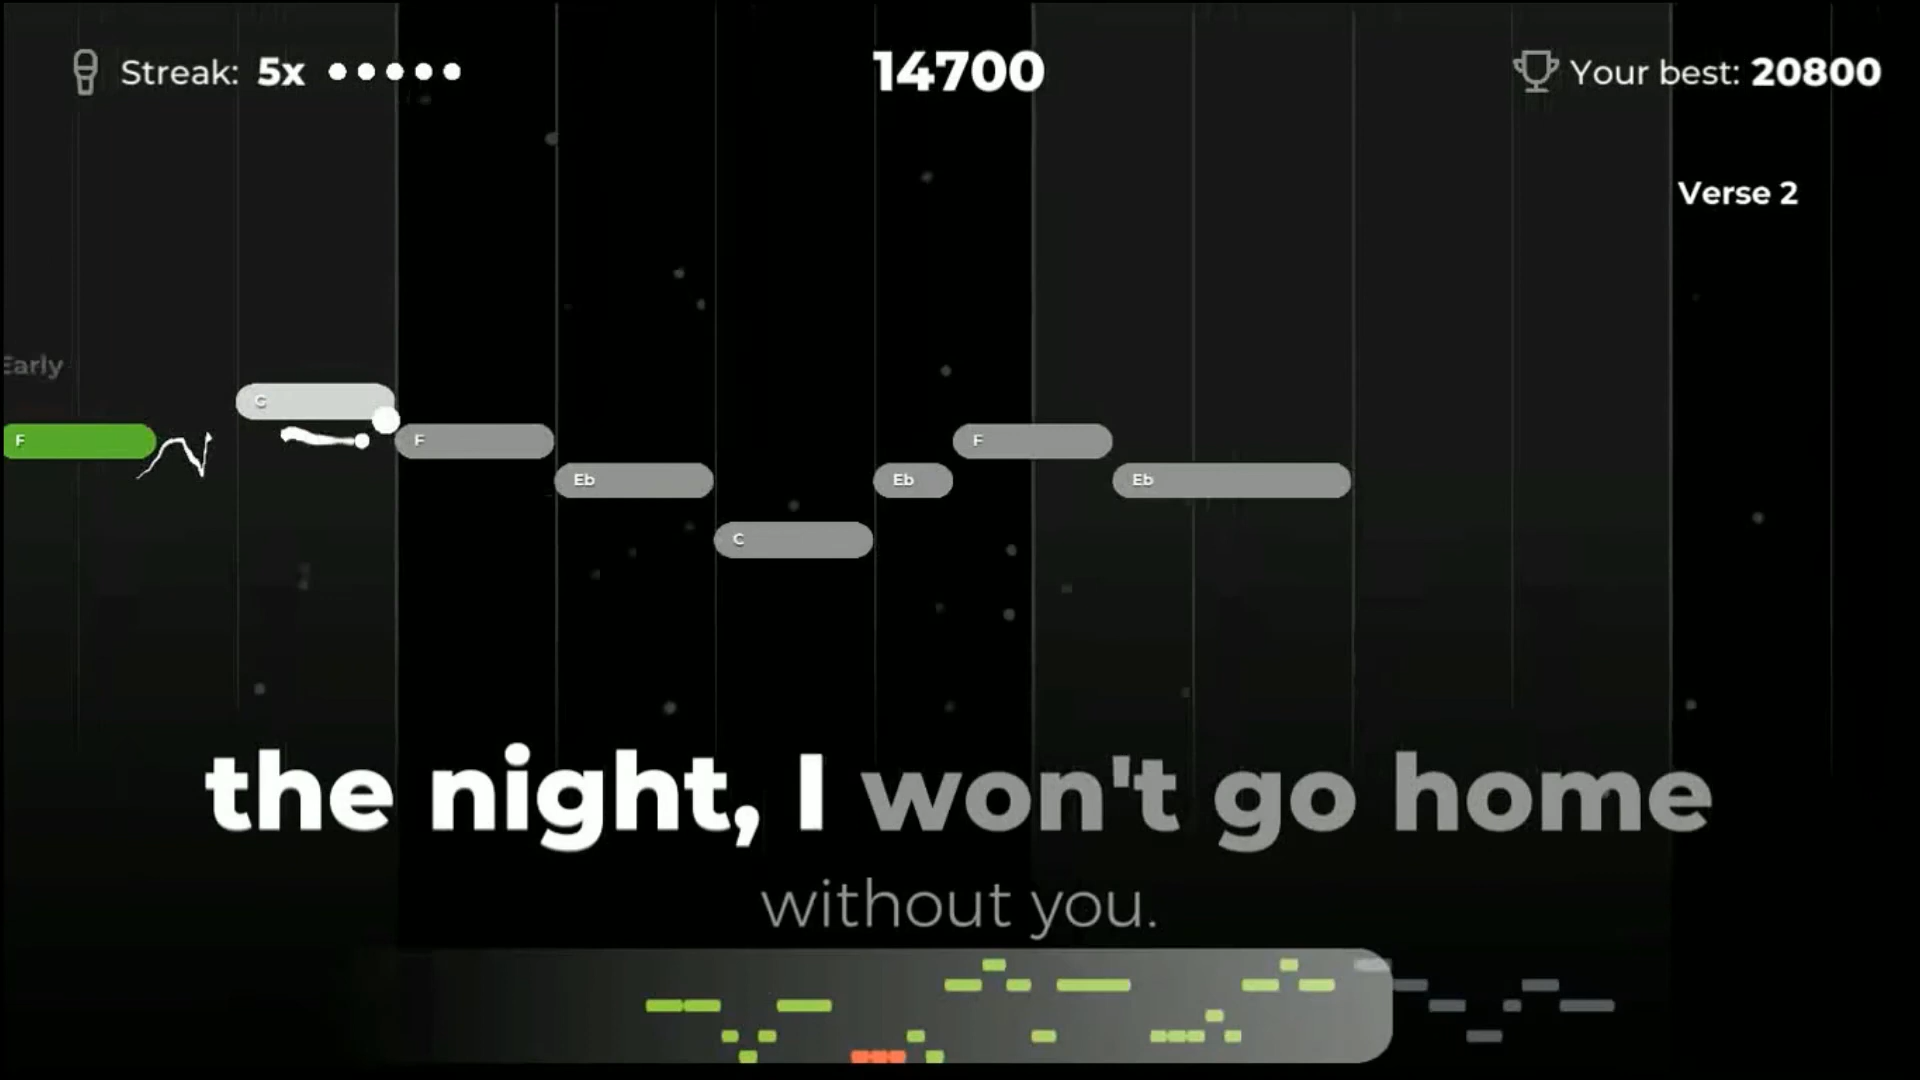 Streak: 5x
14700
Your best: 20800
Verse 2
Early
G
F
F
F
Eb
Eb
Eb
C
the night, I won't go home
without you.